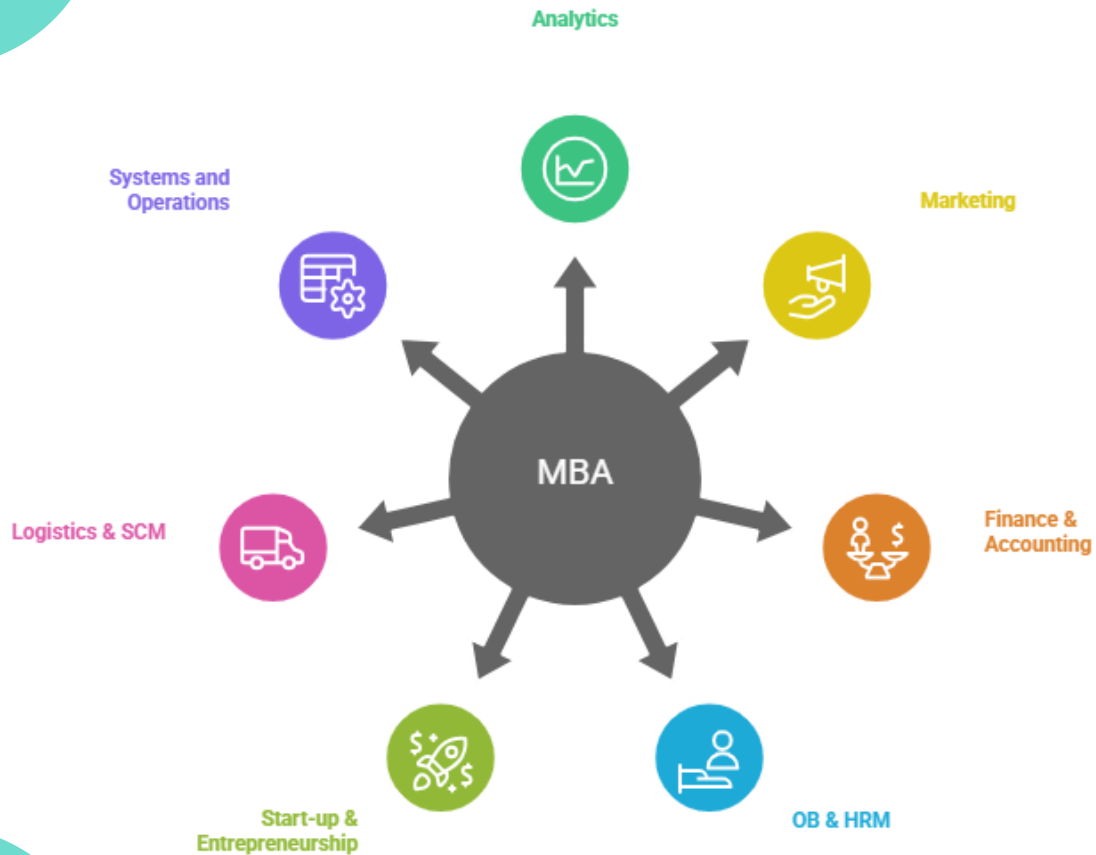 Analytics
Systems and
Operations
Marketing
MBA
Logistics & SCM
Finance &
Accounting
Start-up &
Entrepreneurship
OB & HRM
$
$
$